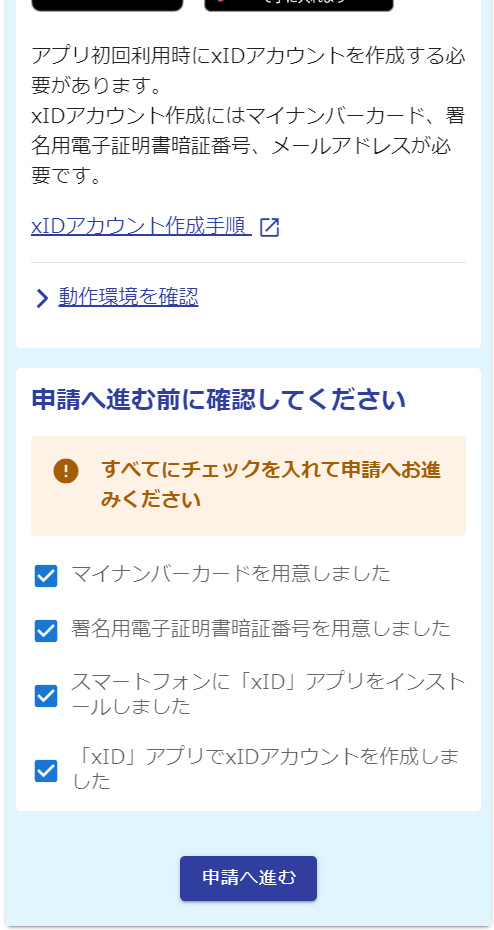 アプリ初回利用時にxIDアカウントを作成する必
要があります。
xIDアカウント作成にはマイナンバーカード、署
名用電子証明書暗証番号、メールアドレスが必
要です。
xIDアカウント作成手順
動作環境を確認
申請へ進む前に確認してください
すべてにチェックを入れて申請へお進
みください
マイナンバーカードを用意しました
署名用電子証明書暗証番号を用意しました
スマートフォンに「xID」アプリをインスト
ールしました
「xID」アプリでxIDアカウントを作成しま
した
申請へ進む